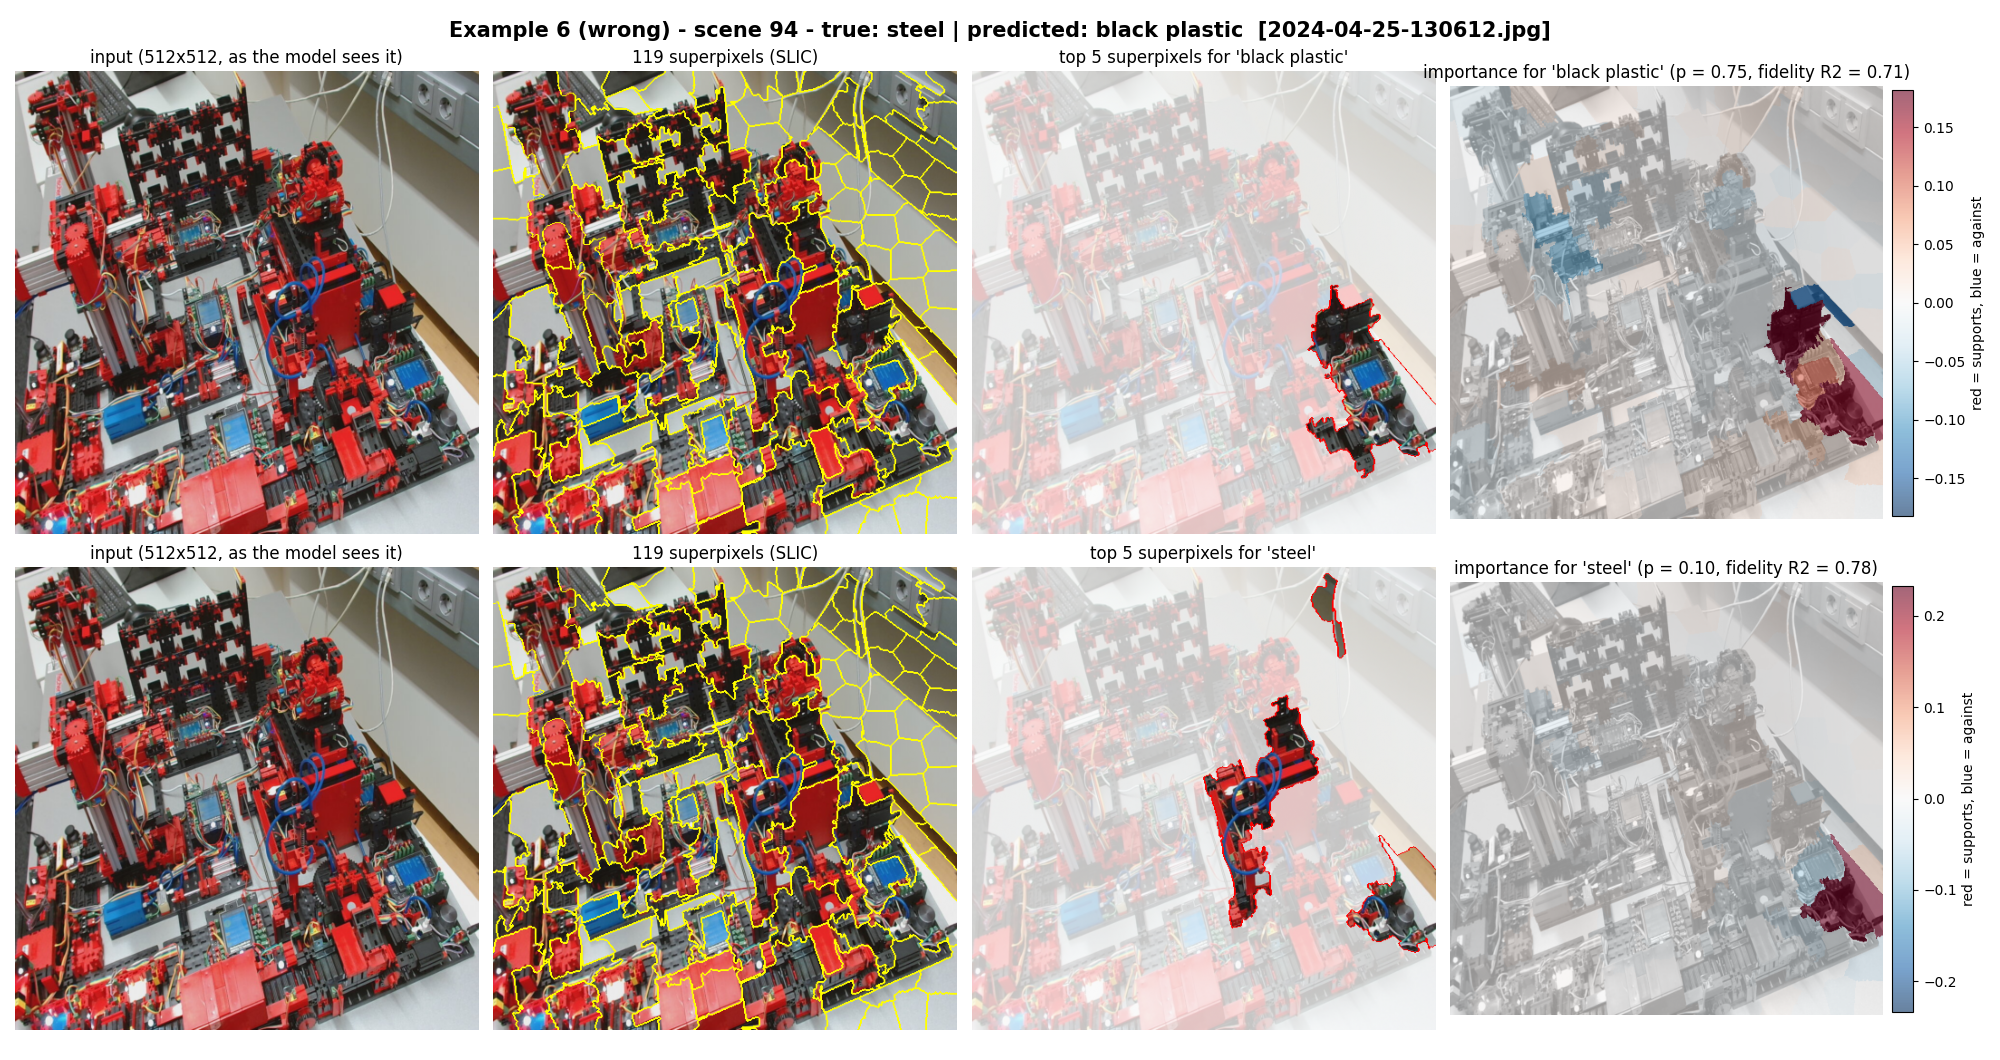 Example 6 (wrong) - scene 94 - true: steel | predicted: black plastic  [2024-04-25-130612.jpg]
input (512x512, as the model sees it)
119 superpixels (SLIC)
top 5 superpixels for 'black plastic'
importance for 'black plastic' (p = 0.75, fidelity R2 = 0.71)
0.15
0.10
0.05
0.00
−0.05
−0.10
−0.15
red = supports, blue = against
input (512x512, as the model sees it)
119 superpixels (SLIC)
top 5 superpixels for 'steel'
importance for 'steel' (p = 0.10, fidelity R2 = 0.78)
0.2
0.1
0.0
−0.1
−0.2
red = supports, blue = against